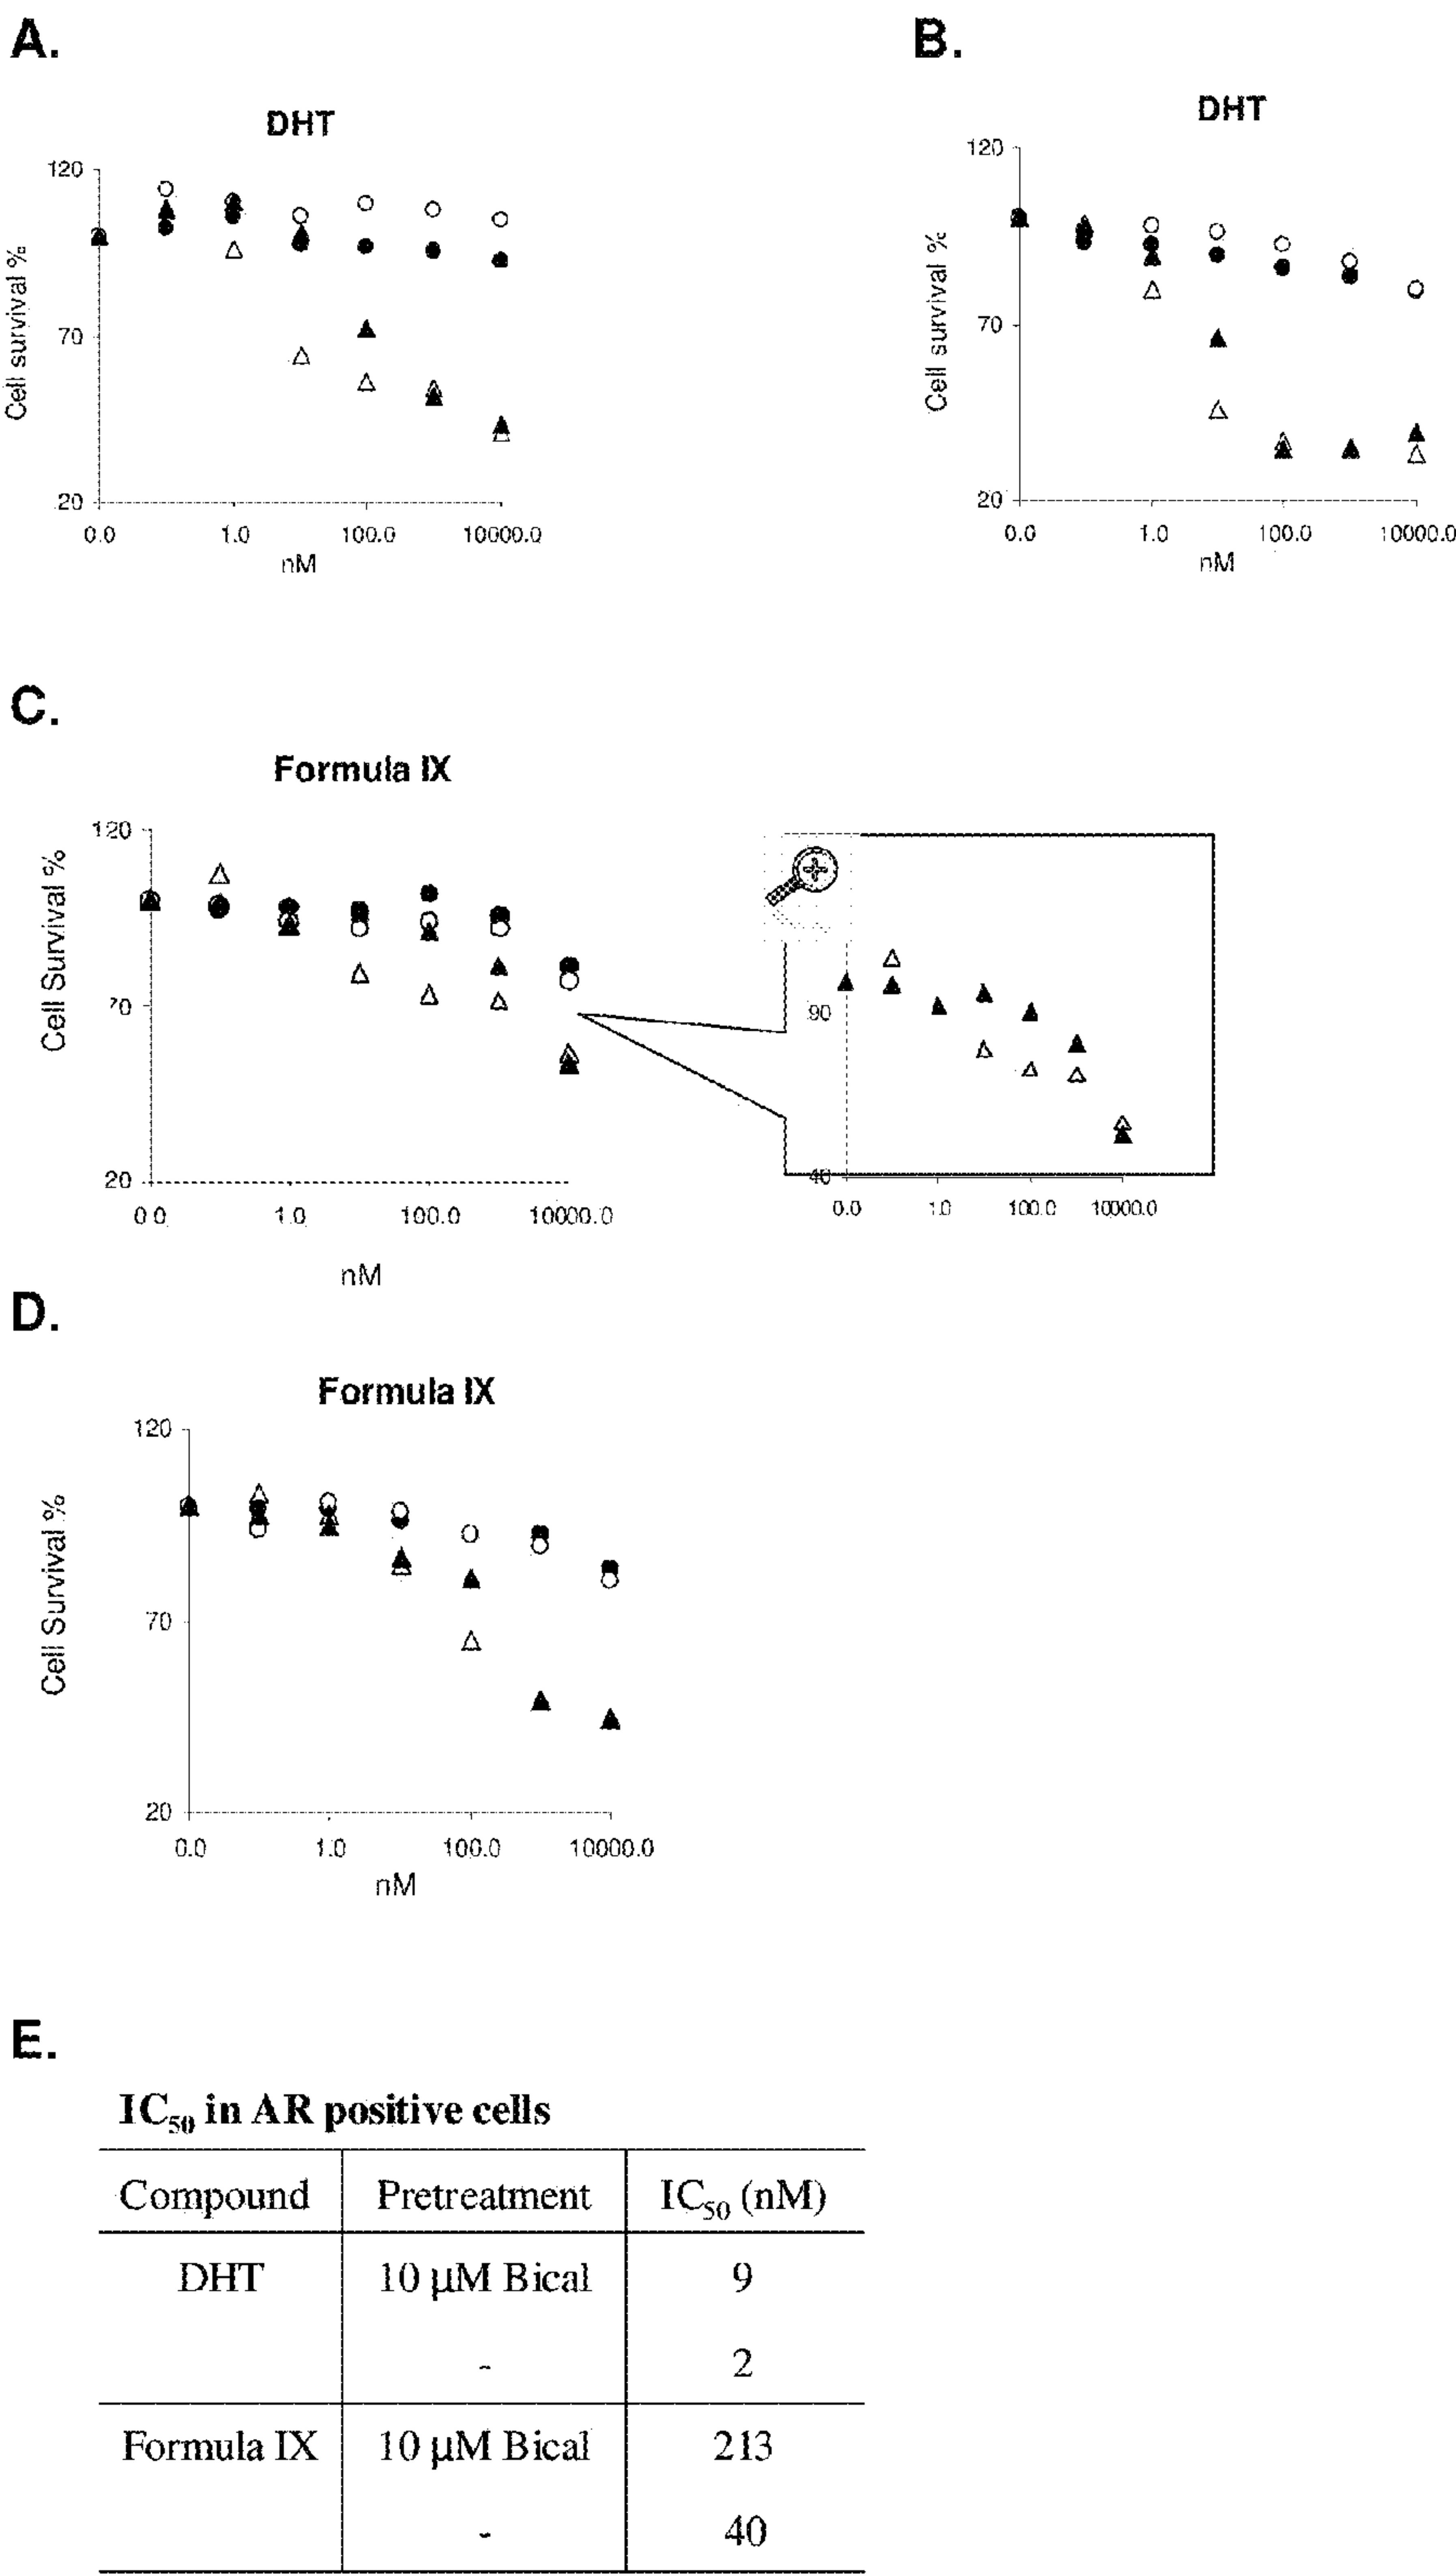 A.
DHT
120
70
20
Cell survival %
0.0 1.0 100.0 10000.0
nM
B.
DHT
120
70
20
Cell survival %
0.0 1.0 100.0 10000.0
nM
C.
Formula IX
120
70
20
Cell Survival %
0.0 1.0 100.0 10000.0
nM
90
40
0.0 1.0 100.0 10000.0
D.
Formula IX
120
70
20
Cell Survival %
0.0 1.0 100.0 10000.0
nM
E.
IC50 in AR positive cells
Compound Pretreatment IC50 (nM)
DHT 10 µM Bical 9
- 2
Formula IX 10 µM Bical 213
- 40